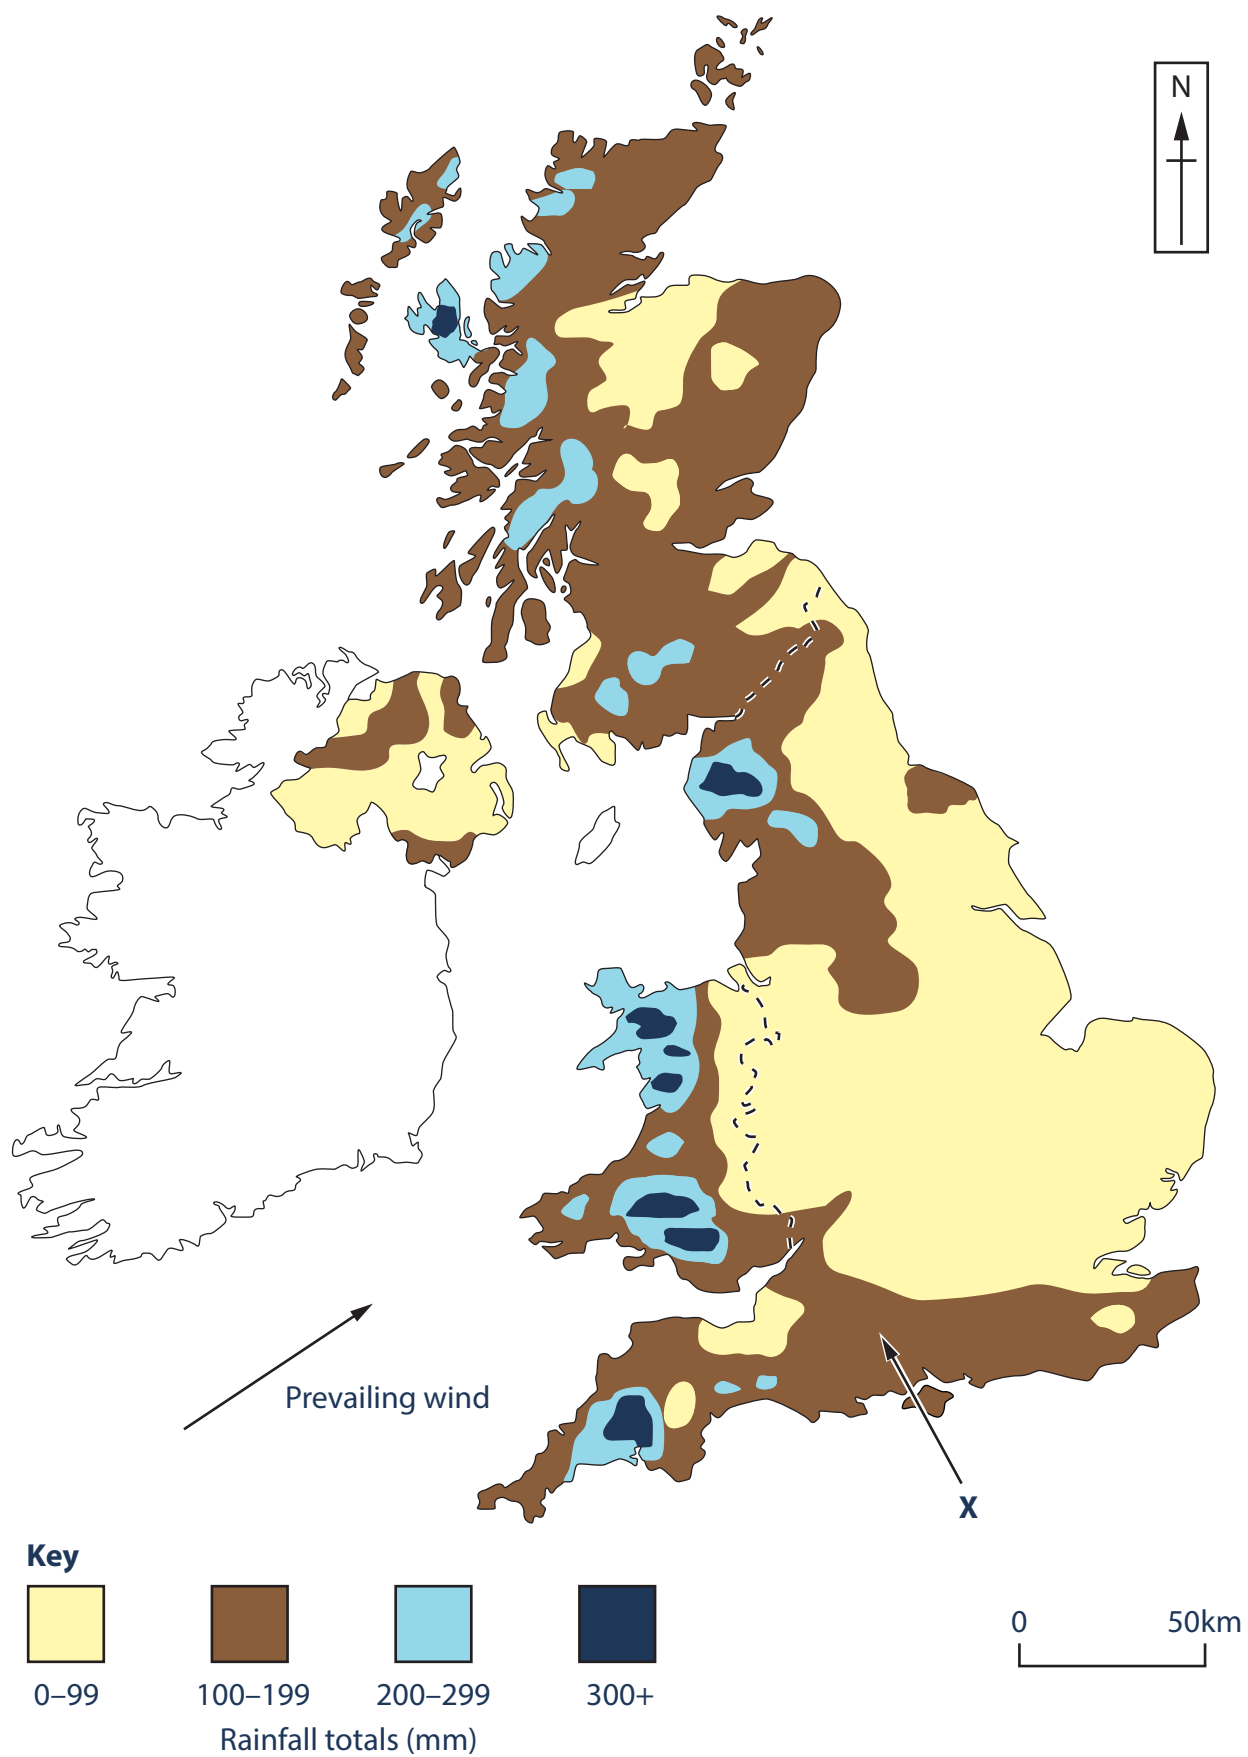 N
Prevailing wind
X
Key
0 50km
0–99 100–199 200–299 300+
Rainfall totals (mm)